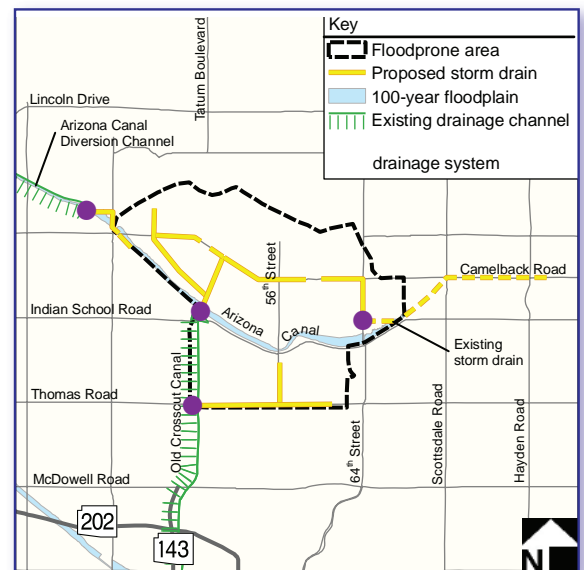 Key
Floodprone area
Proposed storm drain
100-year floodplain
Existing drainage channel
drainage system
Tatum Boulevard
Lincoln Drive
Arizona Canal
Diversion Channel
56th Street
Camelback Road
Indian School Road
Arizona Canal
Existing
storm drain
Thomas Road
Old Crosscut Canal
64th Street
Scottsdale Road
Hayden Road
McDowell Road
202
143
N